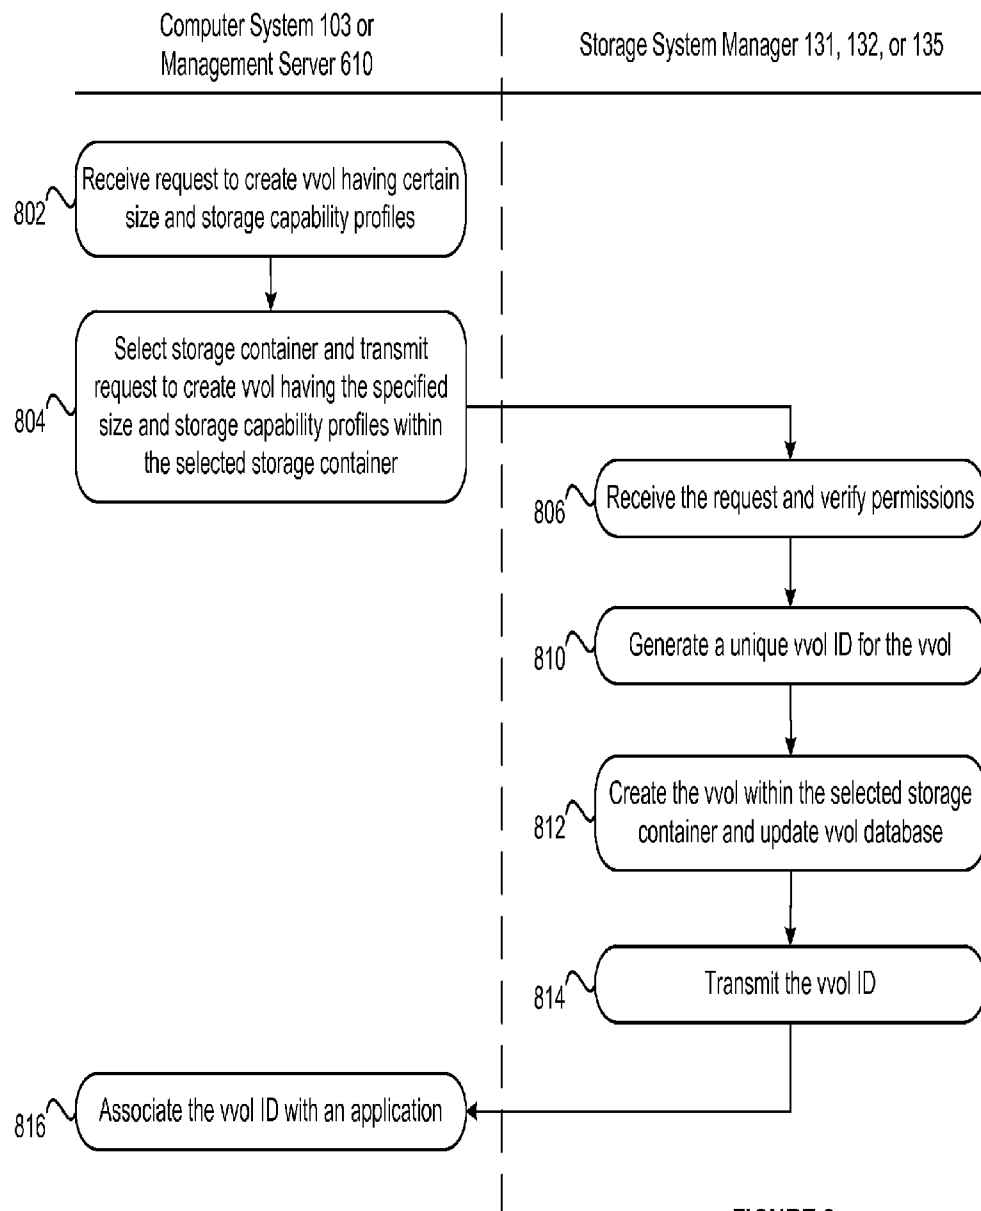 Computer System 103 or
Management Server 610
Storage System Manager 131, 132, or 135
Receive request to create vvol having certain
size and storage capability profiles
802
Select storage container and transmit
request to create vvol having the specified
size and storage capability profiles within
the selected storage container
804
Receive the request and verify permissions
806
Generate a unique vvol ID for the vvol
810
Create the vvol within the selected storage
container and update vvol database
812
Transmit the vvol ID
814
Associate the vvol ID with an application
816